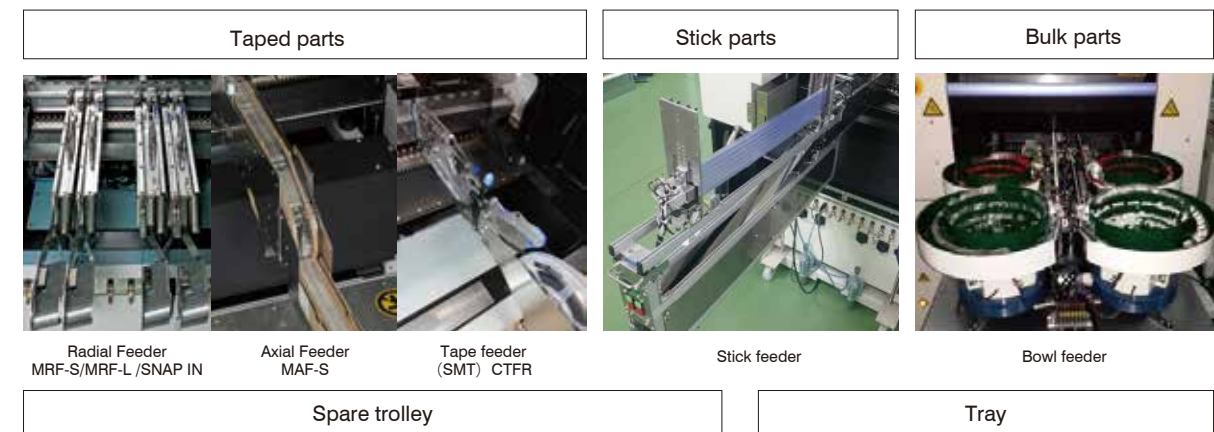 Taped parts
Stick parts
Bulk parts
Radial Feeder
MRF-S/MRF-L /SNAP IN
Axial Feeder
MAF-S
Tape feeder
（SMT）CTFR
Stick feeder
Bowl feeder
Spare trolley
Tray